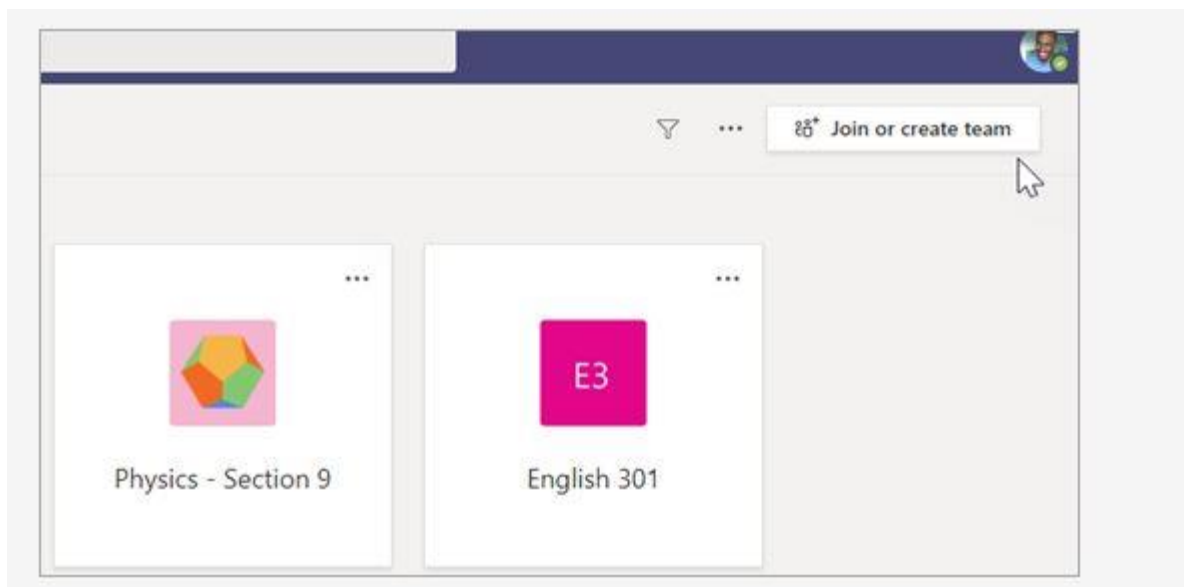 Join or create team
E3
Physics - Section 9
English 301